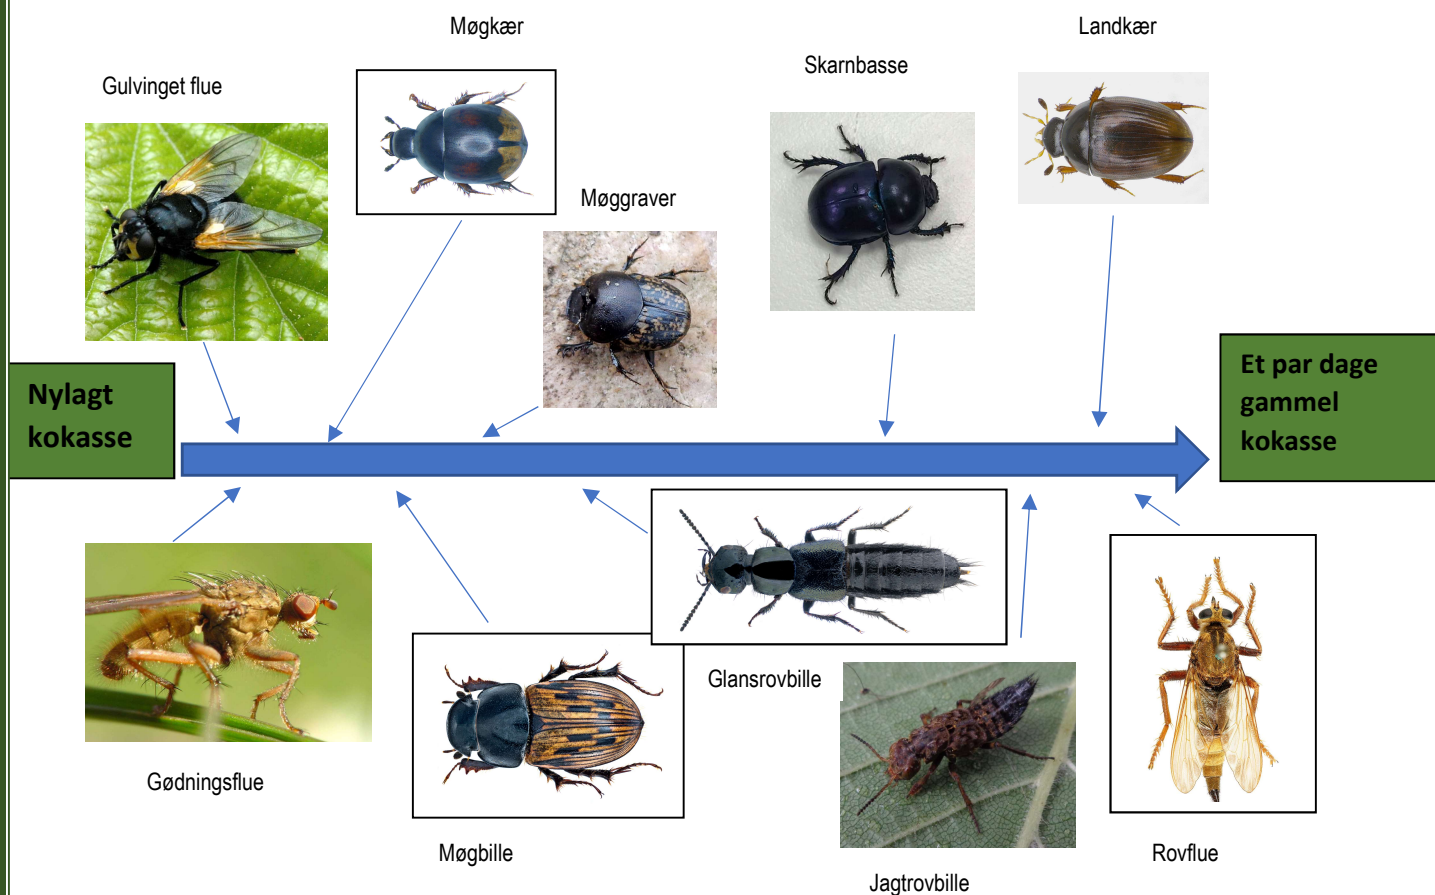 Møgkær
Landkær
Skarnbasse
Gulvinget flue
Møggraver
Nylagt
kokasse
Et par dage
gammel
kokasse
Glansrovbille
Gødningsflue
Møgbille
Rovflue
Jagtrovbille